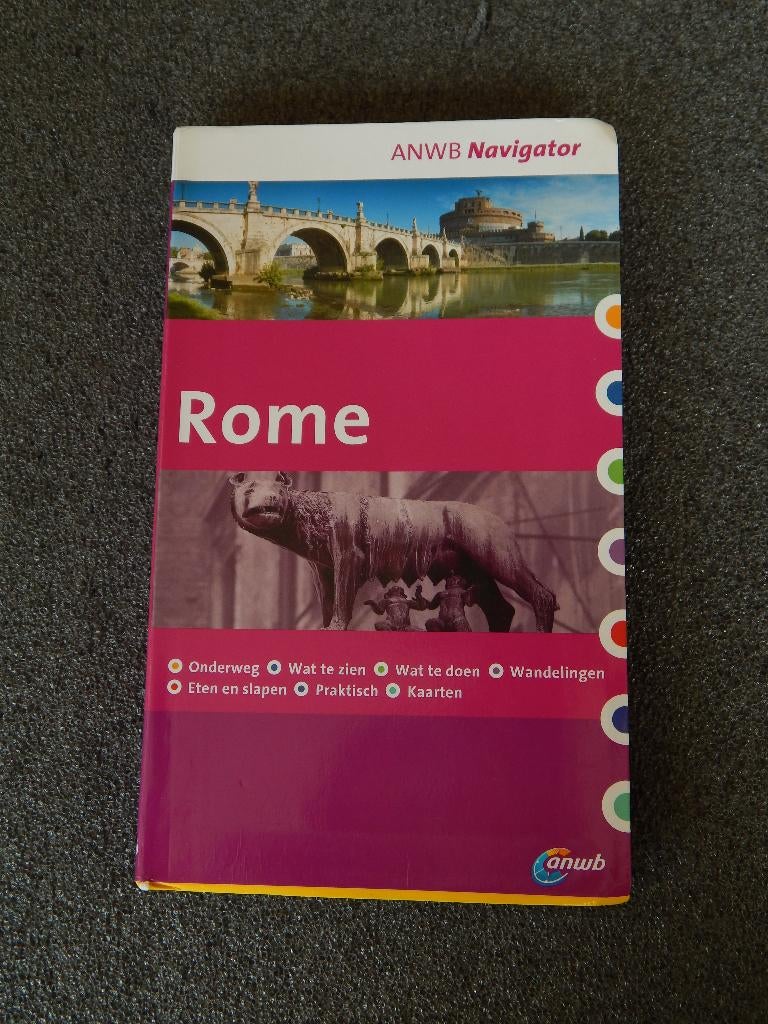 ANWB Navigator
Rome
Onderweg Wat te zien Wat te doen Wandelingen
Eten en slapen Praktisch Kaarten
anwb